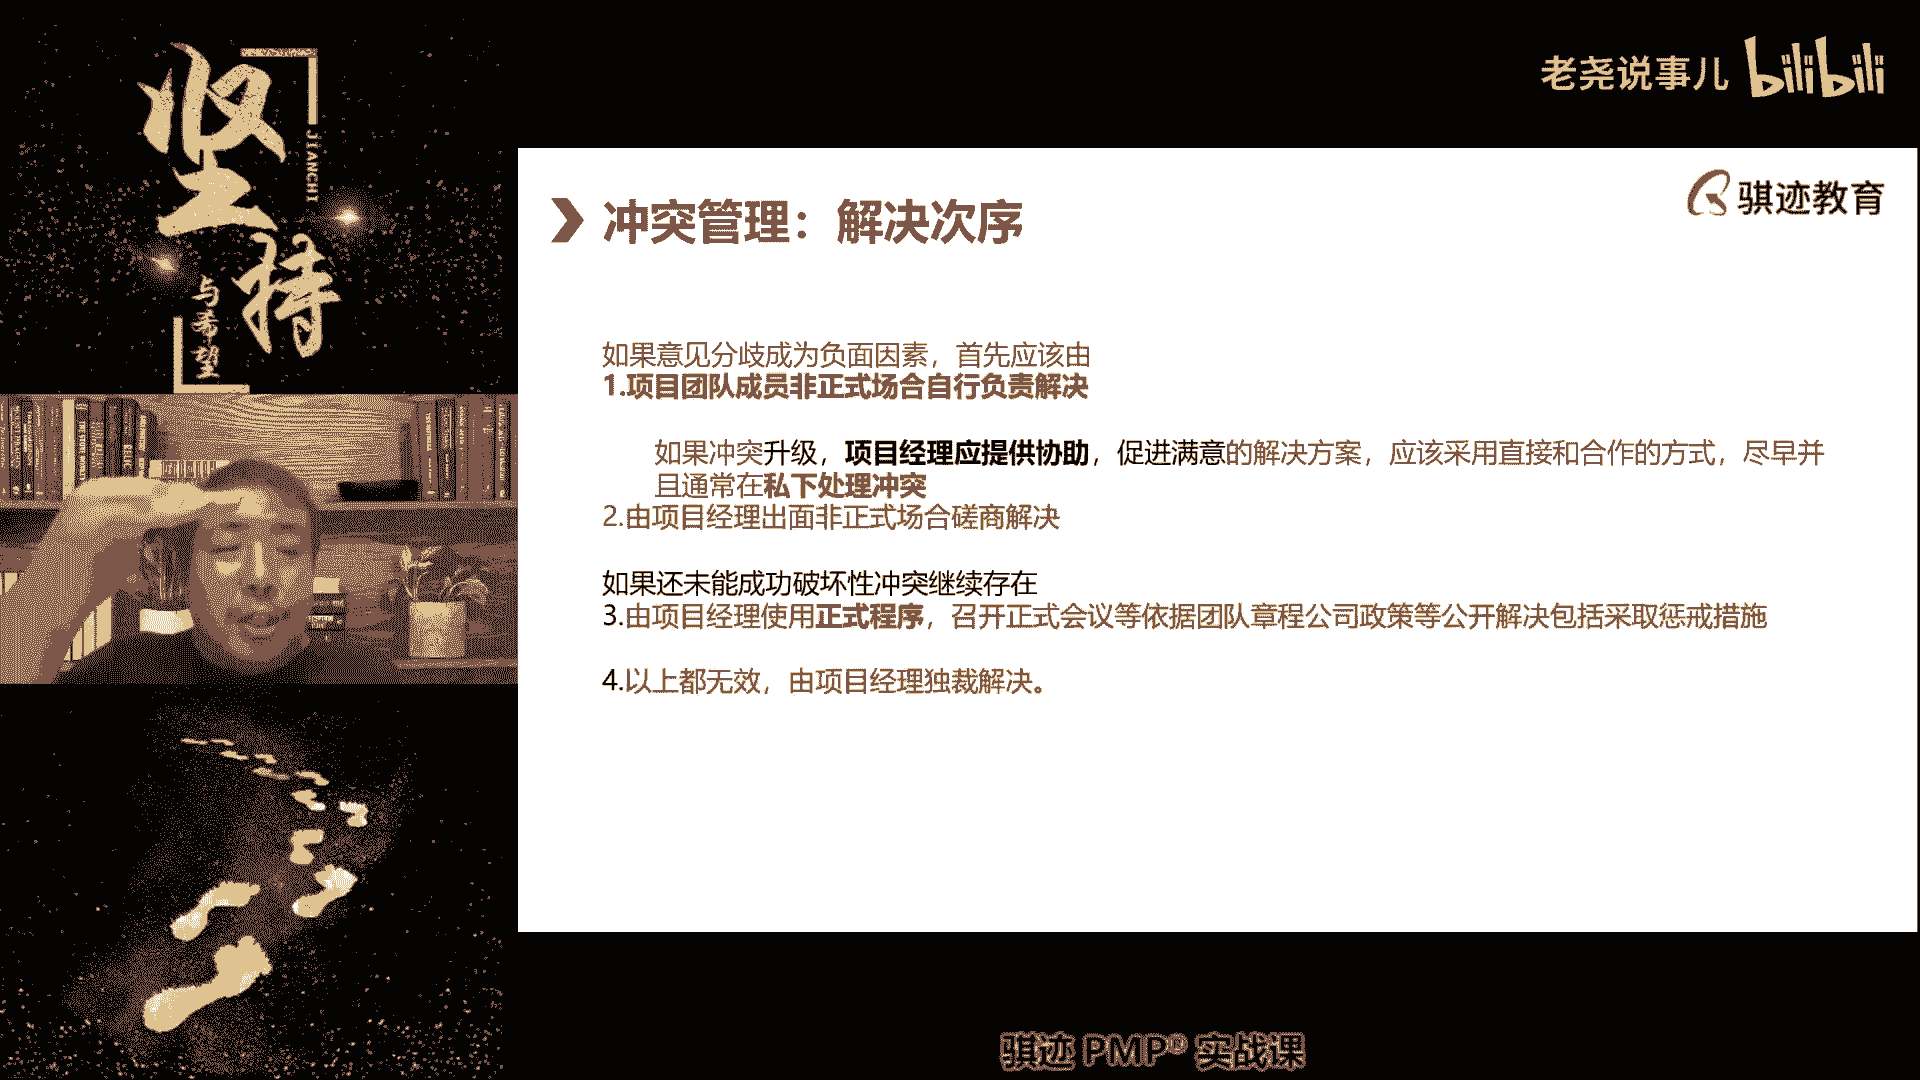 坚持
JIANCHI
与希望
老尧说事儿 bilibili
骐迹教育
冲突管理：解决次序
如果意见分歧成为负面因素，首先应该由
1.项目团队成员非正式场合自行负责解决
如果冲突升级，项目经理应提供协助，促进满意的解决方案，应该采用直接和合作的方式，尽早并
且通常在私下处理冲突
2.由项目经理出面非正式场合磋商解决
如果还未能成功破坏性冲突继续存在
3.由项目经理使用正式程序，召开正式会议等依据团队章程公司政策等公开解决包括采取惩戒措施
4.以上都无效，由项目经理独裁解决。
骐迹 PMP® 实战课